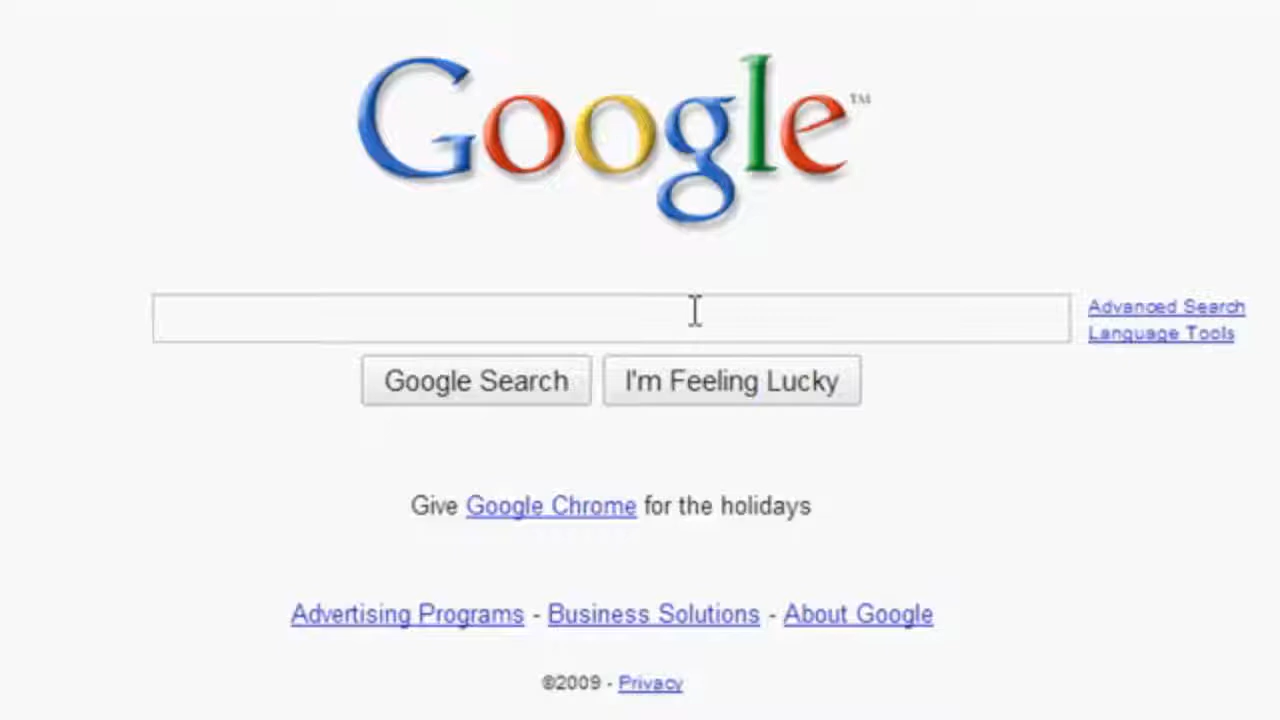 Google™
Advanced Search
Language Tools
Google Search I'm Feeling Lucky
Give Google Chrome for the holidays
Advertising Programs - Business Solutions - About Google
©2009 - Privacy